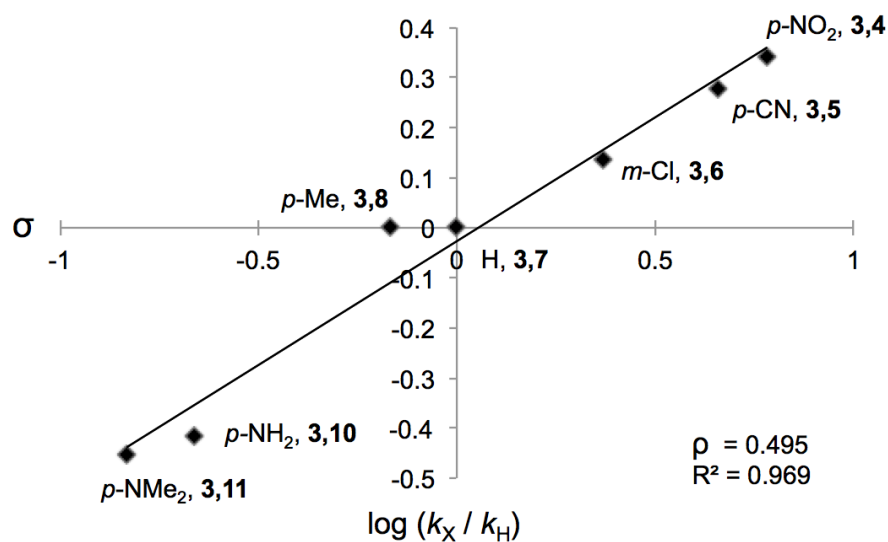 0.4
p-NO₂, 3,4
0.3
p-CN, 3,5
0.2
m-Cl, 3,6
0.1
p-Me, 3,8
σ
0
-1
-0.5
0
H, 3,7
0.5
1
-0.1
-0.2
-0.3
-0.4
p-NH₂, 3,10
ρ = 0.495
R² = 0.969
-0.5
p-NMe₂, 3,11
log (kX / kH)